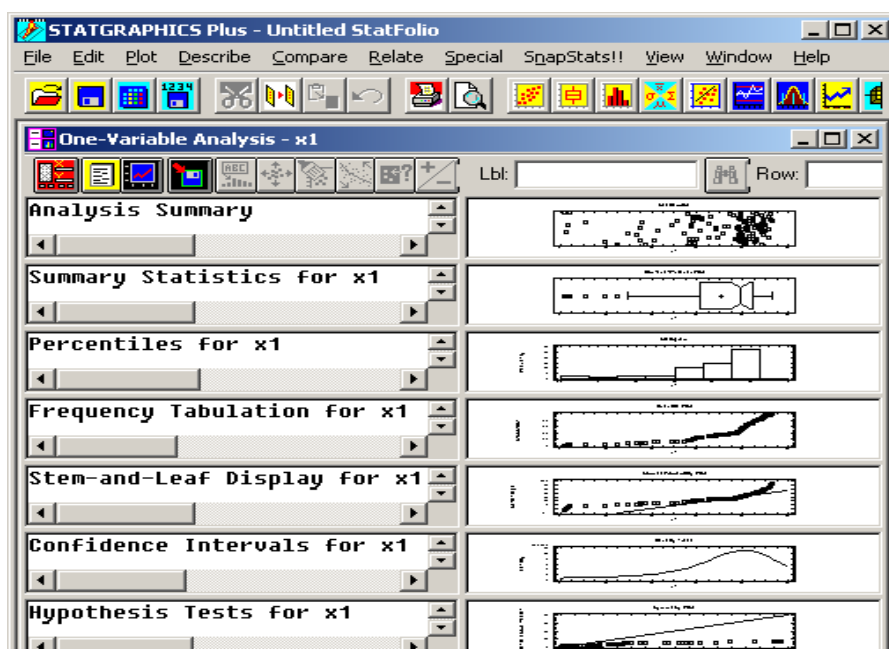 STATGRAPHICS Plus - Untitled StatFolio
File Edit Plot Describe Compare Relate Special SnapStats!! View Window Help
1234
One-Variable Analysis - x1
ABC
Lbl:
Row:
Analysis Summary
Summary Statistics for x1
Percentiles for x1
Frequency Tabulation for x1
Stem-and-Leaf Display for x1
Confidence Intervals for x1
Hypothesis Tests for x1